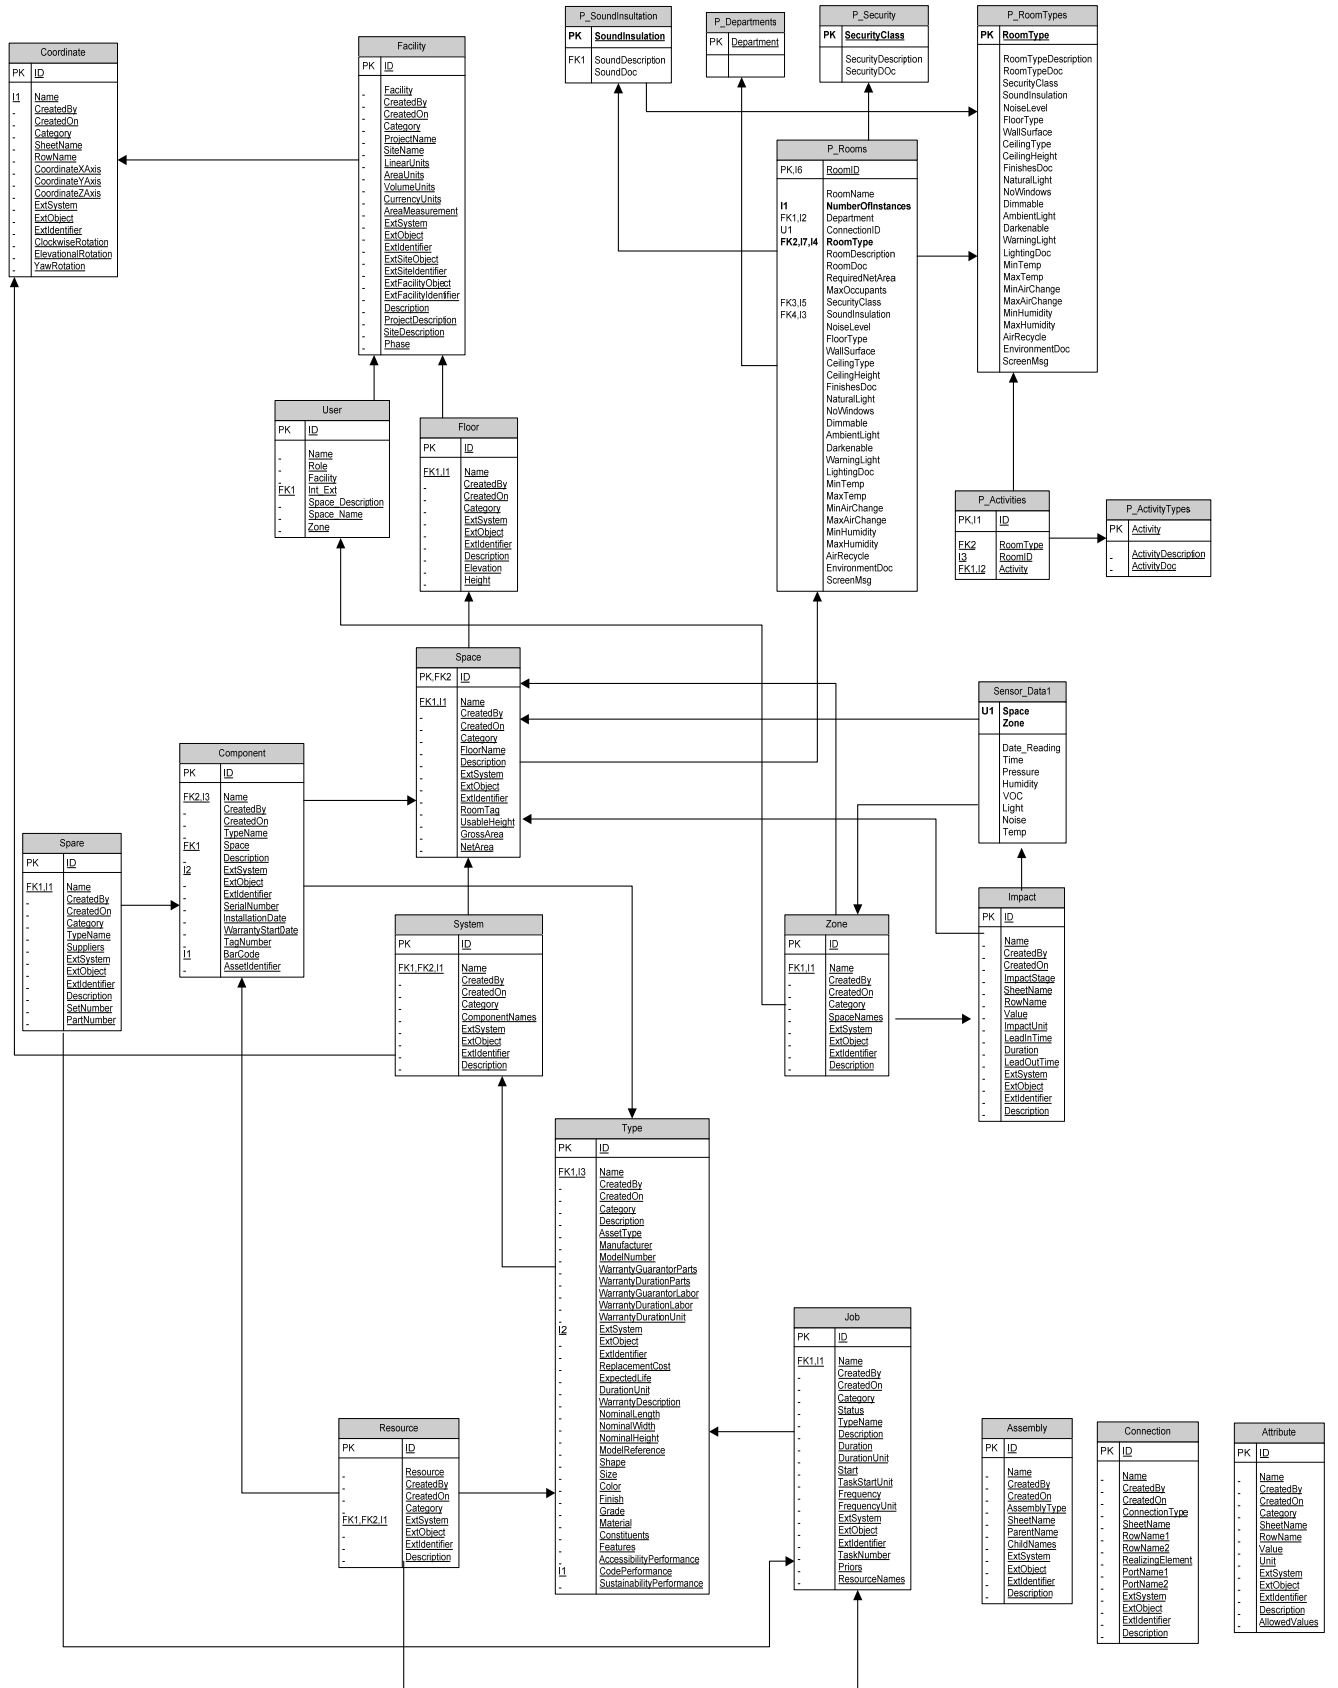 P_SoundInsultation
PK SoundInsulation
FK1 SoundDescription
SoundDoc
P_Departments
PK Department
P_Security
PK SecurityClass
SecurityDescription
SecurityDOc
P_RoomTypes
PK RoomType
RoomTypeDescription
RoomTypeDoc
SecurityClass
SoundInsulation
NoiseLevel
FloorType
WallSurface
CeilingType
CeilingHeight
FinishesDoc
NaturalLight
NoWindows
Dimmable
AmbientLight
Darkenable
WarningLight
LightingDoc
MinTemp
MaxTemp
MinAirChange
MaxAirChange
MinHumidity
MaxHumidity
AirRecycle
EnvironmentDoc
ScreenMsg
Coordinate
PK ID
I1 Name
- CreatedBy
- CreatedOn
- Category
- SheetName
- RowName
- CoordinateXAxis
- CoordinateYAxis
- CoordinateZAxis
- ExtSystem
- ExtObject
- ExtIdentifier
- ClockwiseRotation
- ElevationalRotation
- YawRotation
Facility
PK ID
- Facility
- CreatedBy
- CreatedOn
- Category
- ProjectName
- SiteName
- LinearUnits
- AreaUnits
- VolumeUnits
- CurrencyUnits
- AreaMeasurement
- ExtSystem
- ExtObject
- ExtIdentifier
- ExtSiteObject
- ExtSiteIdentifier
- ExtFacilityObject
- ExtFacilityIdentifier
- Description
- ProjectDescription
- SiteDescription
- Phase
P_Rooms
PK,I6 RoomID
RoomName
I1 NumberOfInstances
FK1,I2 Department
U1 ConnectionID
FK2,I7,I4 RoomType
RoomDescription
RoomDoc
RequiredNetArea
MaxOccupants
FK3,I5 SecurityClass
FK4,I3 SoundInsulation
NoiseLevel
FloorType
WallSurface
CeilingType
CeilingHeight
FinishesDoc
NaturalLight
NoWindows
Dimmable
AmbientLight
Darkenable
WarningLight
LightingDoc
MinTemp
MaxTemp
MinAirChange
MaxAirChange
MinHumidity
MaxHumidity
AirRecycle
EnvironmentDoc
ScreenMsg
User
PK ID
- Name
- Role
- Facility
FK1 Int_Ext
- Space_Description
- Space_Name
- Zone
Floor
PK ID
FK1,I1 Name
- CreatedBy
- CreatedOn
- Category
- ExtSystem
- ExtObject
- ExtIdentifier
- Description
- Elevation
- Height
P_Activities
PK,I1 ID
FK2 RoomType
I3 RoomID
FK1,I2 Activity
P_ActivityTypes
PK Activity
- ActivityDescription
- ActivityDoc
Space
PK,FK2 ID
FK1,I1 Name
- CreatedBy
- CreatedOn
- Category
- FloorName
- Description
- ExtSystem
- ExtObject
- ExtIdentifier
- RoomTag
- UsableHeight
- GrossArea
- NetArea
Sensor_Data1
U1 Space
Zone
Date_Reading
Time
Pressure
Humidity
VOC
Light
Noise
Temp
Component
PK ID
FK2,I3 Name
- CreatedBy
- CreatedOn
- TypeName
FK1 Space
- Description
I2 ExtSystem
- ExtObject
- ExtIdentifier
- SerialNumber
- InstallationDate
- WarrantyStartDate
- TagNumber
I1 BarCode
- AssetIdentifier
Spare
PK ID
FK1,I1 Name
- CreatedBy
- CreatedOn
- Category
- TypeName
- Suppliers
- ExtSystem
- ExtObject
- ExtIdentifier
- Description
- SetNumber
- PartNumber
System
PK ID
FK1,FK2,I1 Name
- CreatedBy
- CreatedOn
- Category
- ComponentNames
- ExtSystem
- ExtObject
- ExtIdentifier
- Description
Zone
PK ID
FK1,I1 Name
- CreatedBy
- CreatedOn
- Category
- SpaceNames
- ExtSystem
- ExtObject
- ExtIdentifier
- Description
Impact
PK ID
- Name
- CreatedBy
- CreatedOn
- ImpactStage
- SheetName
- RowName
- Value
- ImpactUnit
- LeadInTime
- Duration
- LeadOutTime
- ExtSystem
- ExtObject
- ExtIdentifier
- Description
Type
PK ID
FK1,I3 Name
- CreatedBy
- CreatedOn
- Category
- Description
- AssetType
- Manufacturer
- ModelNumber
- WarrantyGuarantorParts
- WarrantyDurationParts
- WarrantyGuarantorLabor
- WarrantyDurationLabor
- WarrantyDurationUnit
I2 ExtSystem
- ExtObject
- ExtIdentifier
- ReplacementCost
- ExpectedLife
- DurationUnit
- WarrantyDescription
- NominalLength
- NominalWidth
- NominalHeight
- ModelReference
- Shape
- Size
- Color
- Finish
- Grade
- Material
- Constituents
- Features
- AccessibilityPerformance
I1 CodePerformance
- SustainabilityPerformance
Job
PK ID
FK1,I1 Name
- CreatedBy
- CreatedOn
- Category
- Status
- TypeName
- Description
- Duration
- DurationUnit
- Start
- TaskStartUnit
- Frequency
- FrequencyUnit
- ExtSystem
- ExtObject
- ExtIdentifier
- TaskNumber
- Priors
- ResourceNames
Resource
PK ID
- Resource
- CreatedBy
- CreatedOn
- Category
FK1,FK2,I1 ExtSystem
- ExtObject
- ExtIdentifier
- Description
Assembly
PK ID
- Name
- CreatedBy
- CreatedOn
- AssemblyType
- SheetName
- ParentName
- ChildNames
- ExtSystem
- ExtObject
- ExtIdentifier
- Description
Connection
PK ID
- Name
- CreatedBy
- CreatedOn
- ConnectionType
- SheetName
- RowName1
- RowName2
- RealizingElement
- PortName1
- PortName2
- ExtSystem
- ExtObject
- ExtIdentifier
- Description
Attribute
PK ID
- Name
- CreatedBy
- CreatedOn
- Category
- SheetName
- RowName
- Value
- Unit
- ExtSystem
- ExtObject
- ExtIdentifier
- Description
- AllowedValues